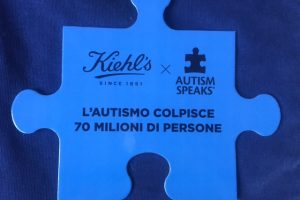 Kiehl's × AUTISM SPEAKS
SINCE 1851
L'AUTISMO COLPISCE
70 MILIONI DI PERSONE